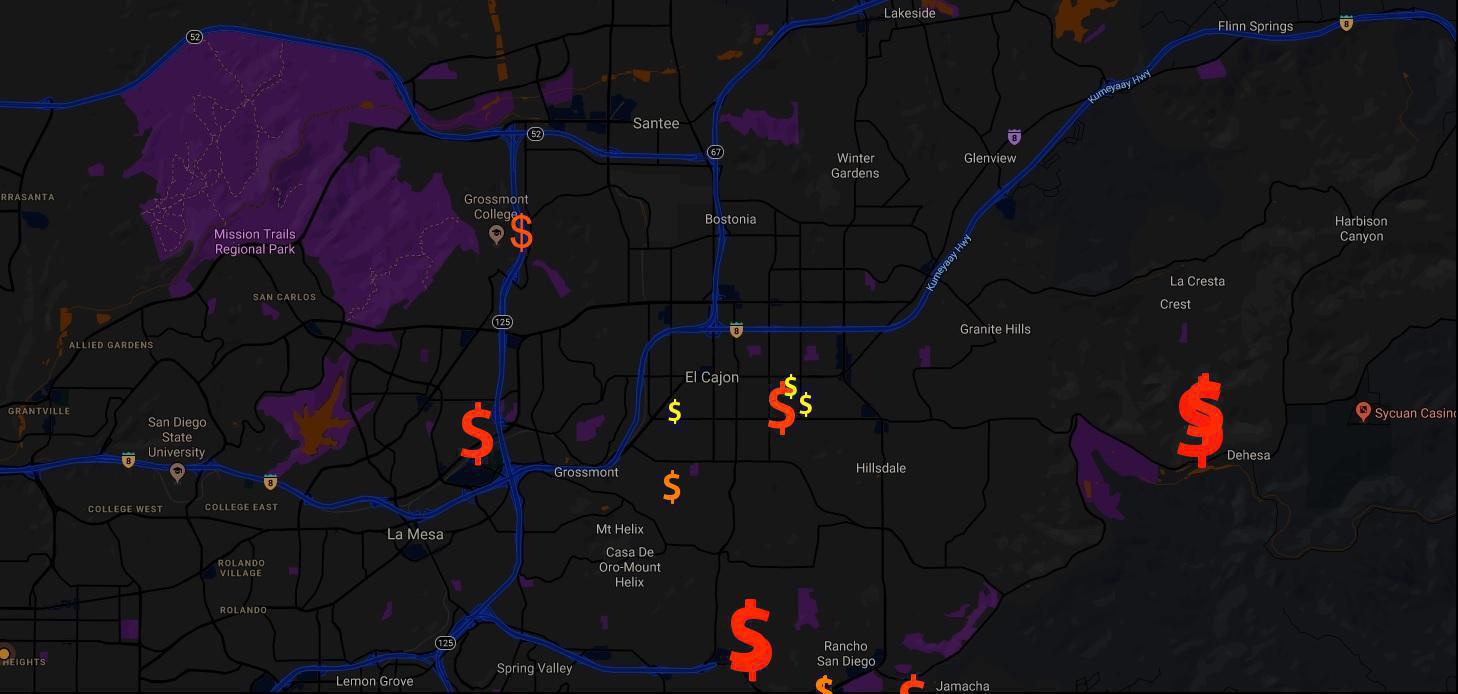 Lakeside
Flinn Springs
8
52
Kumeyaay Hwy
Santee
52
8
67
Winter
Gardens
Glenview
RRASANTA
Grossmont
College
$
Bostonia
Harbison
Canyon
Mission Trails
Regional Park
Kumeyaay Hwy
La Cresta
SAN CARLOS
Crest
125
8
Granite Hills
ALLIED GARDENS
El Cajon
$
$
$
$
$
$
$
GRANTVILLE
Sycuan Casino
San Diego
State
University
$
Dehesa
8
Grossmont
Hillsdale
8
$
COLLEGE WEST
COLLEGE EAST
La Mesa
Mt Helix
Casa De
Oro-Mount
Helix
ROLANDO
VILLAGE
ROLANDO
125
$
Rancho
San Diego
HEIGHTS
Spring Valley
Lemon Grove
$
$
Jamacha